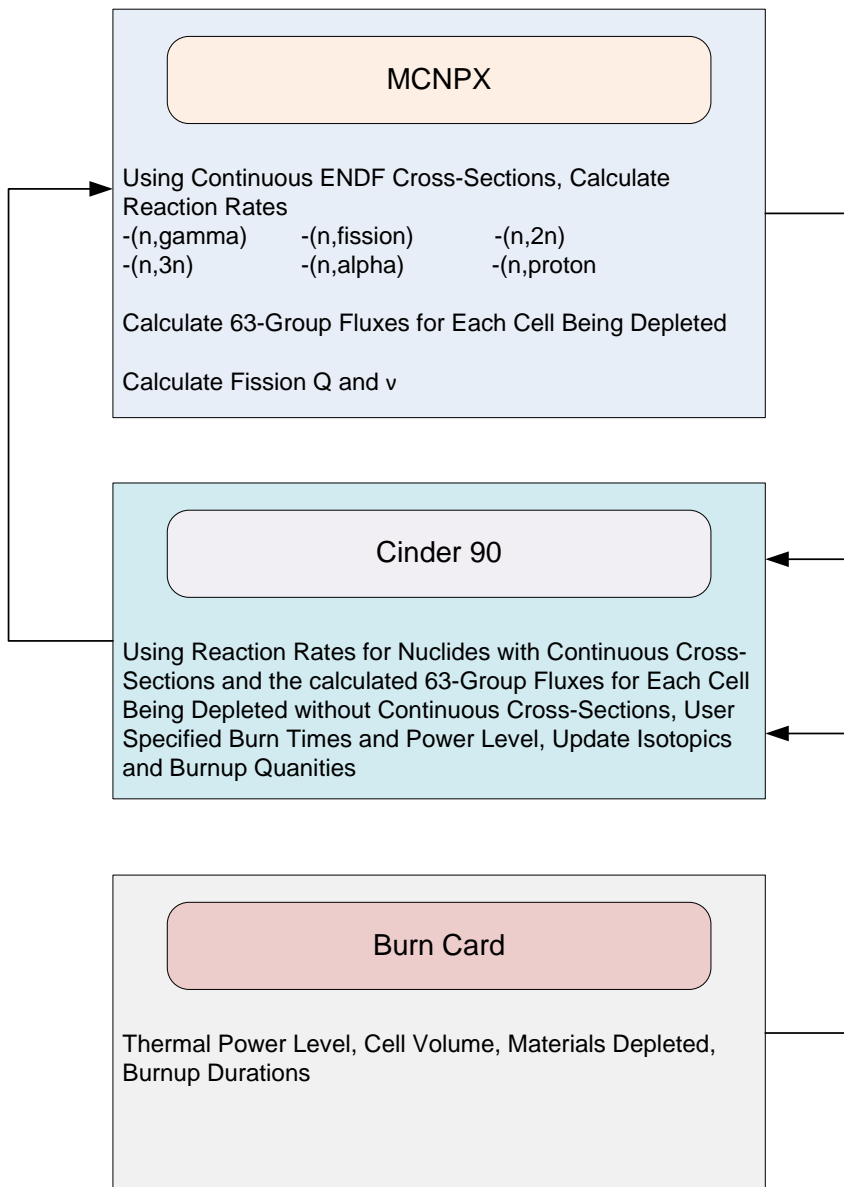 MCNPX
Using Continuous ENDF Cross-Sections, Calculate
Reaction Rates
-(n,gamma) -(n,fission) -(n,2n)
-(n,3n) -(n,alpha) -(n,proton
Calculate 63-Group Fluxes for Each Cell Being Depleted
Calculate Fission Q and ν
Cinder 90
Using Reaction Rates for Nuclides with Continuous Cross-
Sections and the calculated 63-Group Fluxes for Each Cell
Being Depleted without Continuous Cross-Sections, User
Specified Burn Times and Power Level, Update Isotopics
and Burnup Quanities
Burn Card
Thermal Power Level, Cell Volume, Materials Depleted,
Burnup Durations